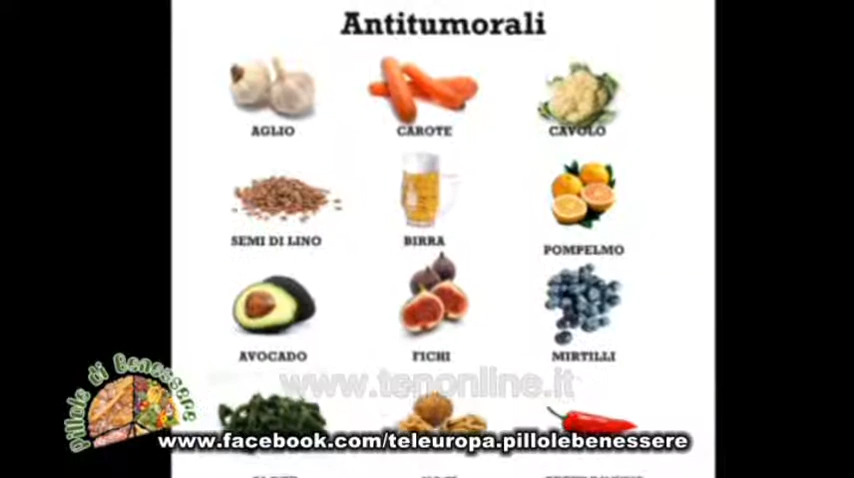 Antitumorali
AGLIO
CAROTE
CAVOLO
SEMI DI LINO
BIRRA
POMPELMO
AVOCADO
FICHI
MIRTILLI
www.tenonline.it
pillole di Benessere
www.facebook.com/teleuropa.pillolebenessere